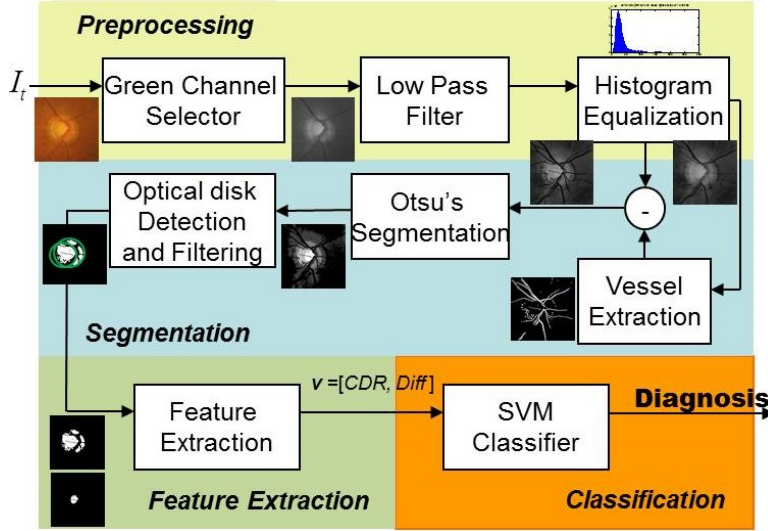 Preprocessing
I_t
Green Channel
Selector
Low Pass
Filter
Histogram
Equalization
Optical disk
Detection
and Filtering
Otsu's
Segmentation
-
Vessel
Extraction
Segmentation
v =[CDR, Diff]
Feature
Extraction
SVM
Classifier
Diagnosis
Feature Extraction
Classification